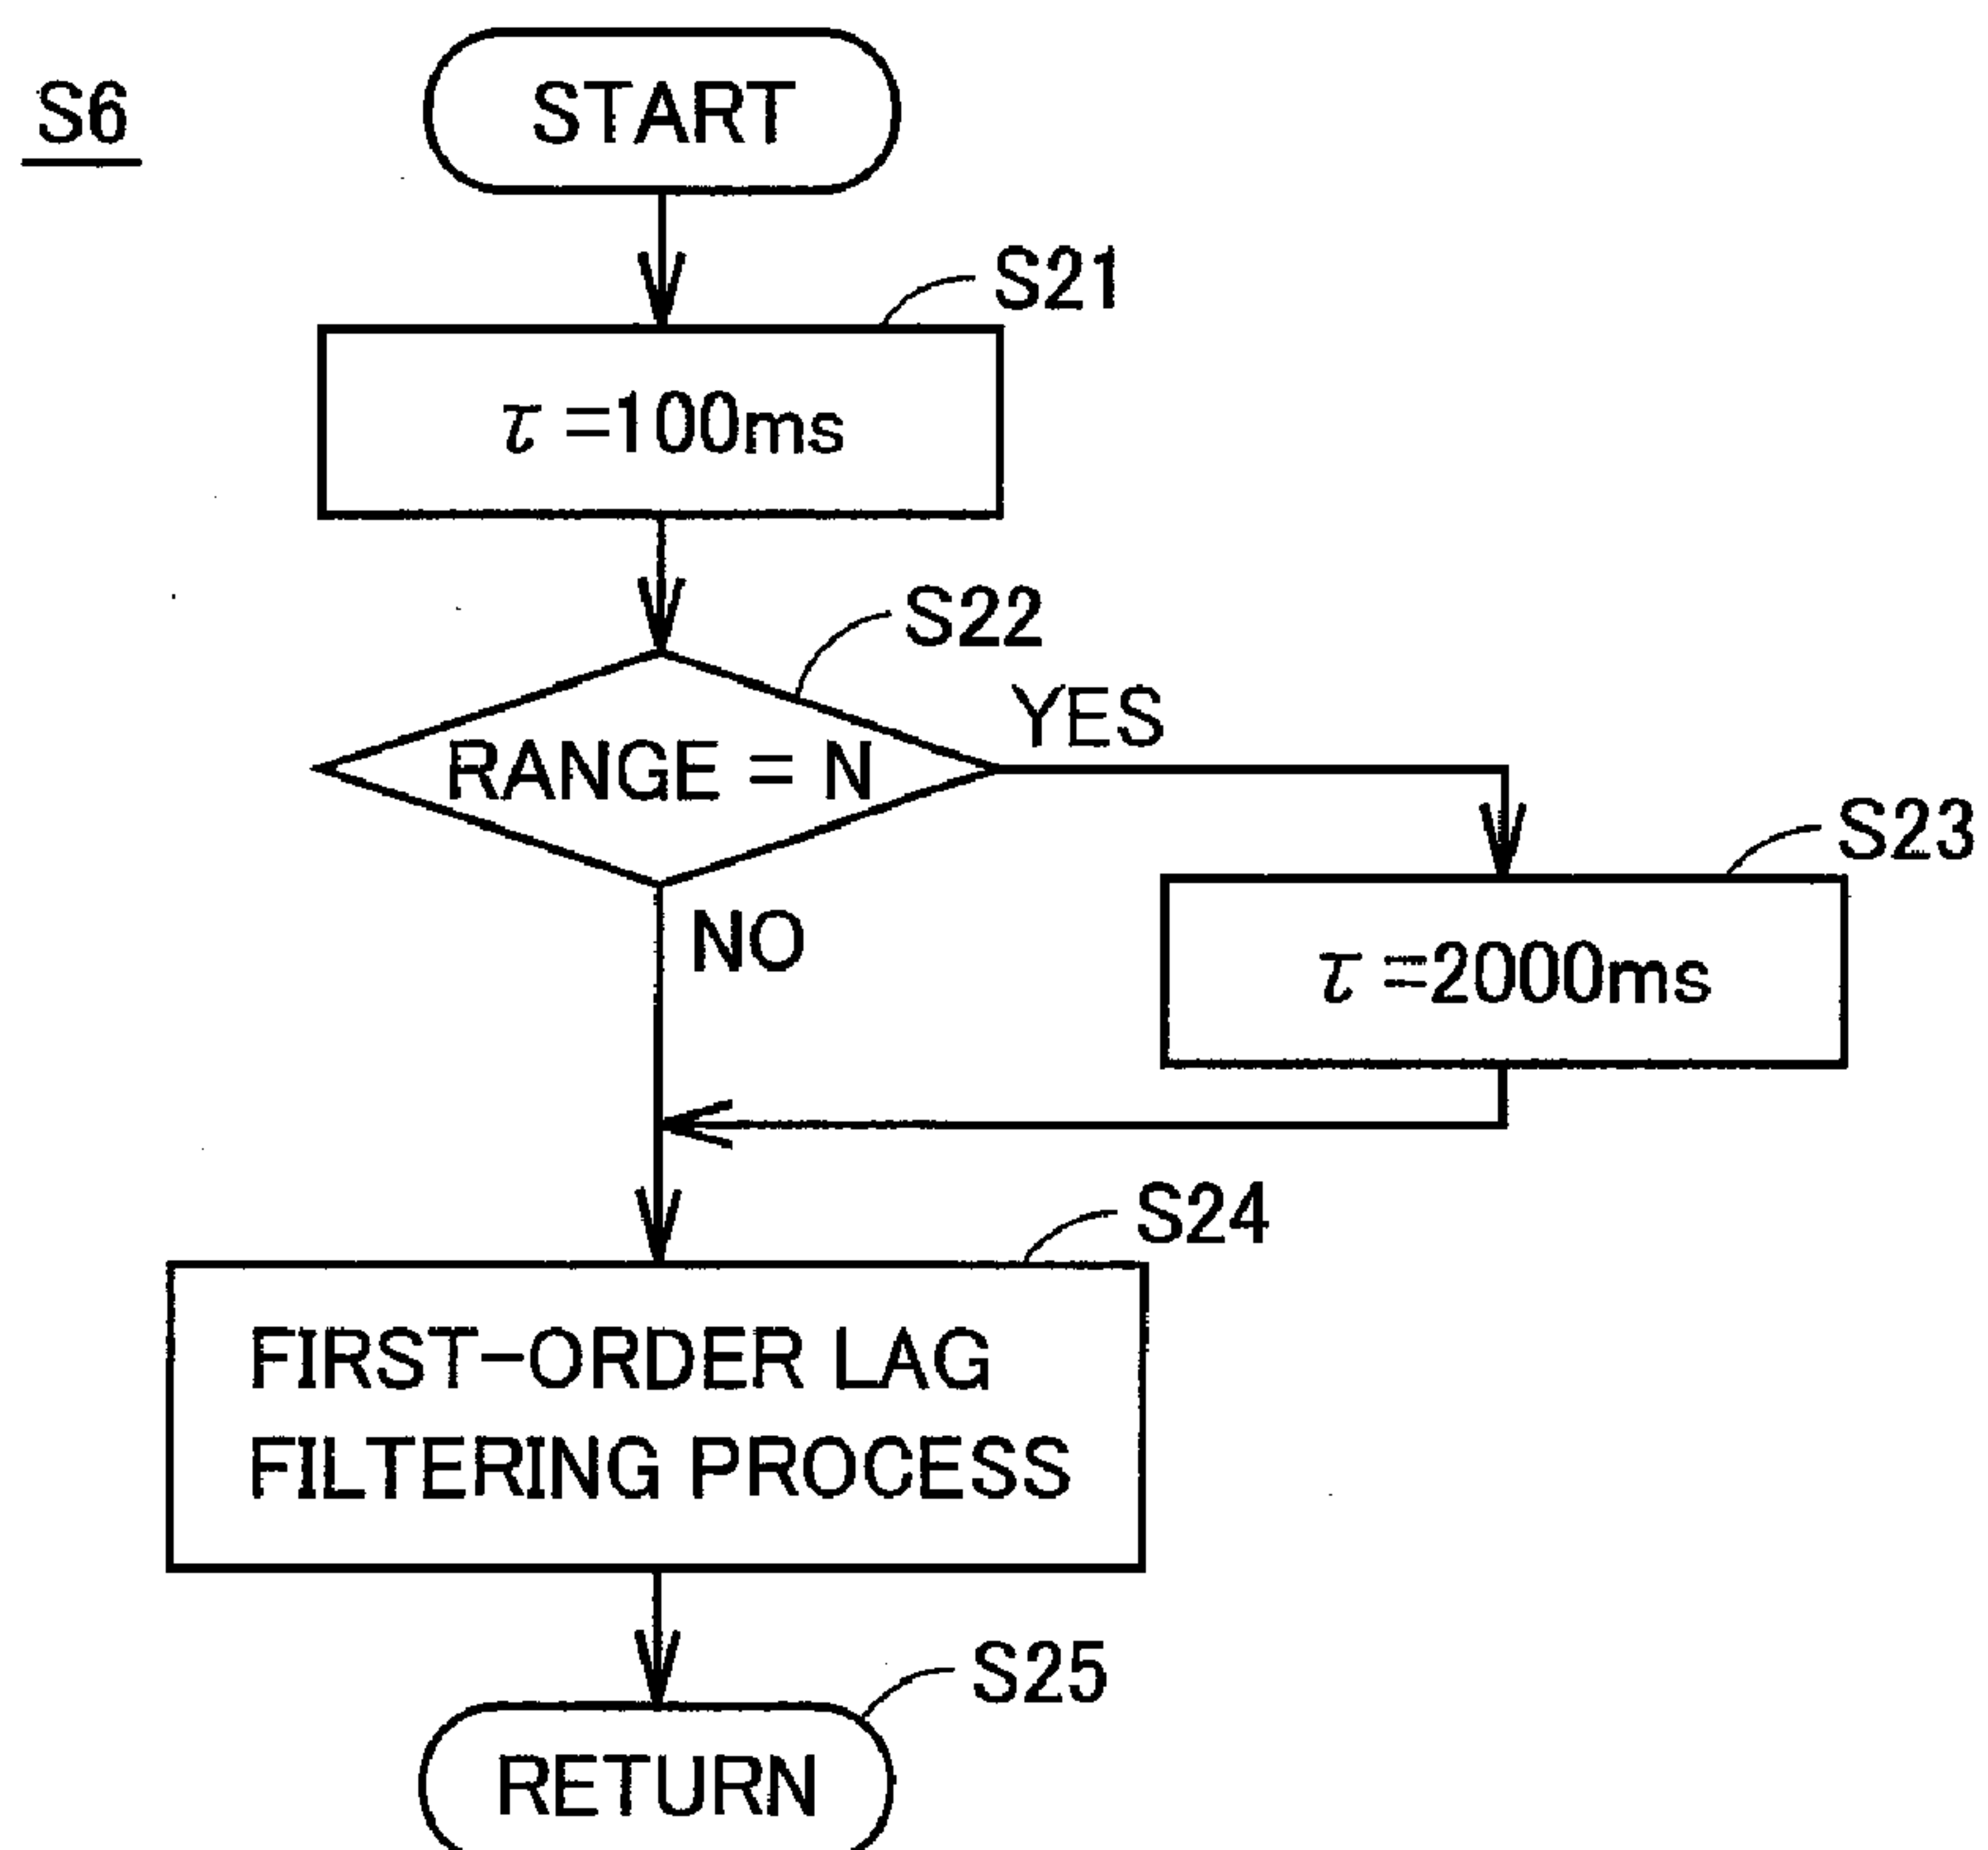 S6
START
S21
τ =100ms
S22
RANGE = N
YES
NO
S23
τ =2000ms
S24
FIRST-ORDER LAG
FILTERING PROCESS
S25
RETURN